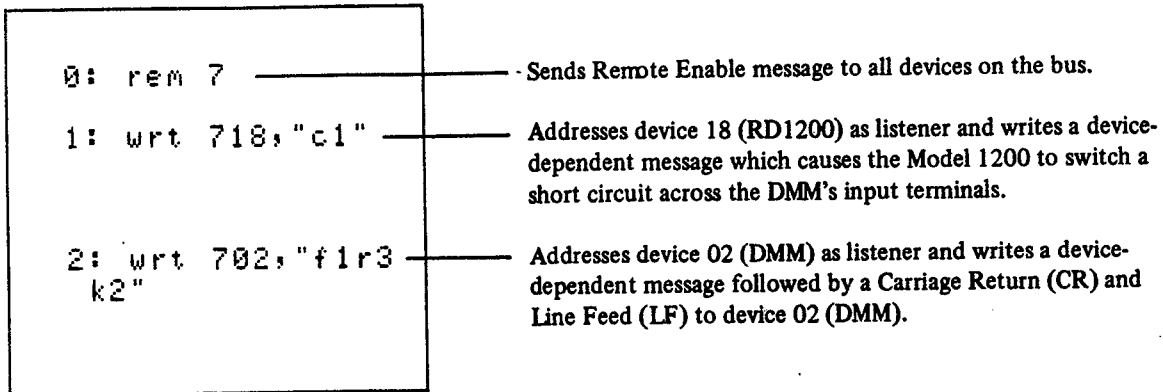 0: rem 7
Sends Remote Enable message to all devices on the bus.
1: wrt 718,"c1"
Addresses device 18 (RD1200) as listener and writes a device-
dependent message which causes the Model 1200 to switch a
short circuit across the DMM's input terminals.
2: wrt 702,"f1r3
k2"
Addresses device 02 (DMM) as listener and writes a device-
dependent message followed by a Carriage Return (CR) and
Line Feed (LF) to device 02 (DMM).